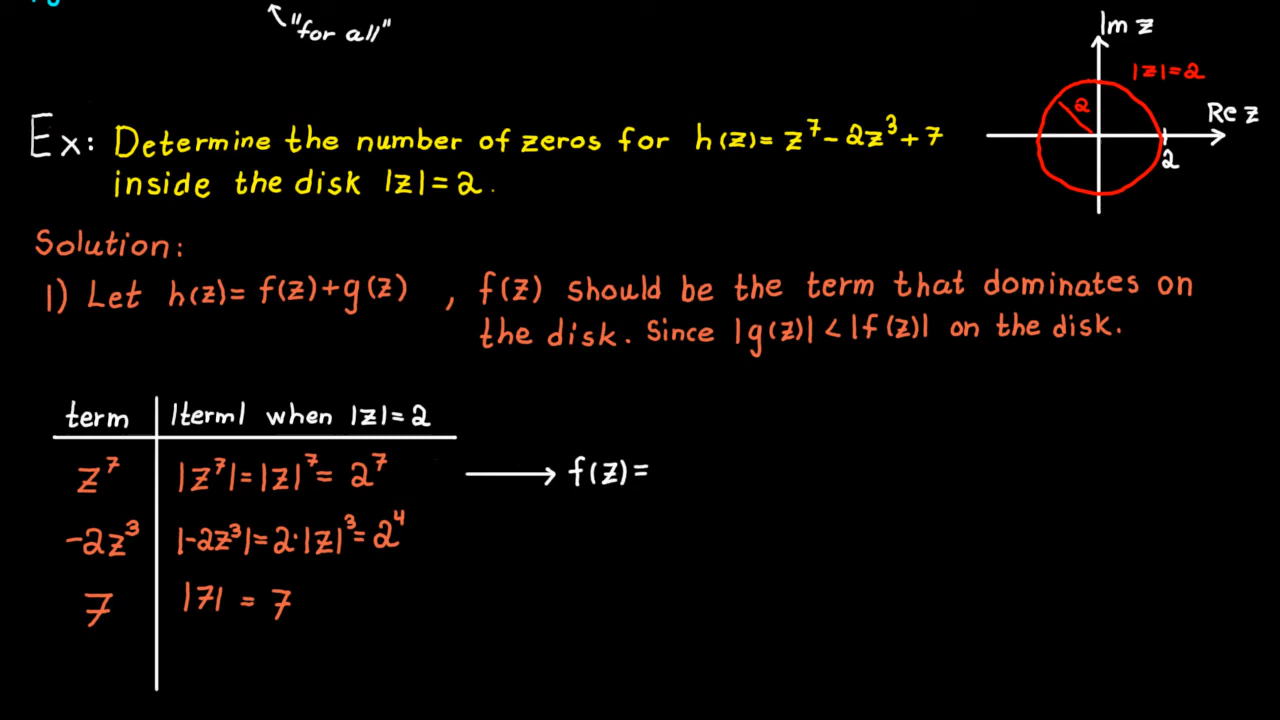 "for all"
Im z
|z|=2
2
Re z
2
Ex: Determine the number of zeros for h(z)= z⁷ - 2z³ + 7
inside the disk |z| = 2.
Solution:
1) Let h(z)= f(z)+g(z) , f(z) should be the term that dominates on
the disk. Since |g(z)| < |f(z)| on the disk.
term |term| when |z|= 2
z⁷ |z⁷|=|z|⁷= 2⁷ ⟶ f(z)=
-2z³ |-2z³|=2·|z|³=2⁴
7 |7| = 7